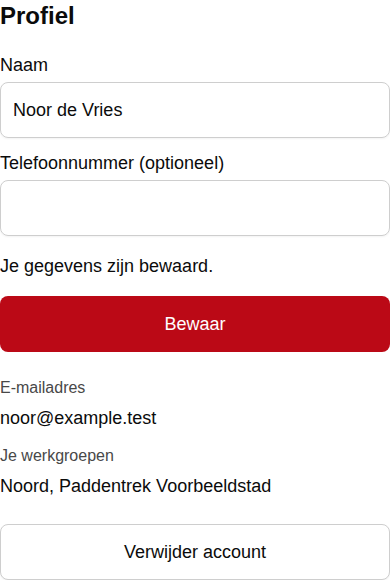 Profiel
Naam
Noor de Vries
Telefoonnummer (optioneel)
Je gegevens zijn bewaard.
Bewaar
E-mailadres
noor@example.test
Je werkgroepen
Noord, Paddentrek Voorbeeldstad
Verwijder account